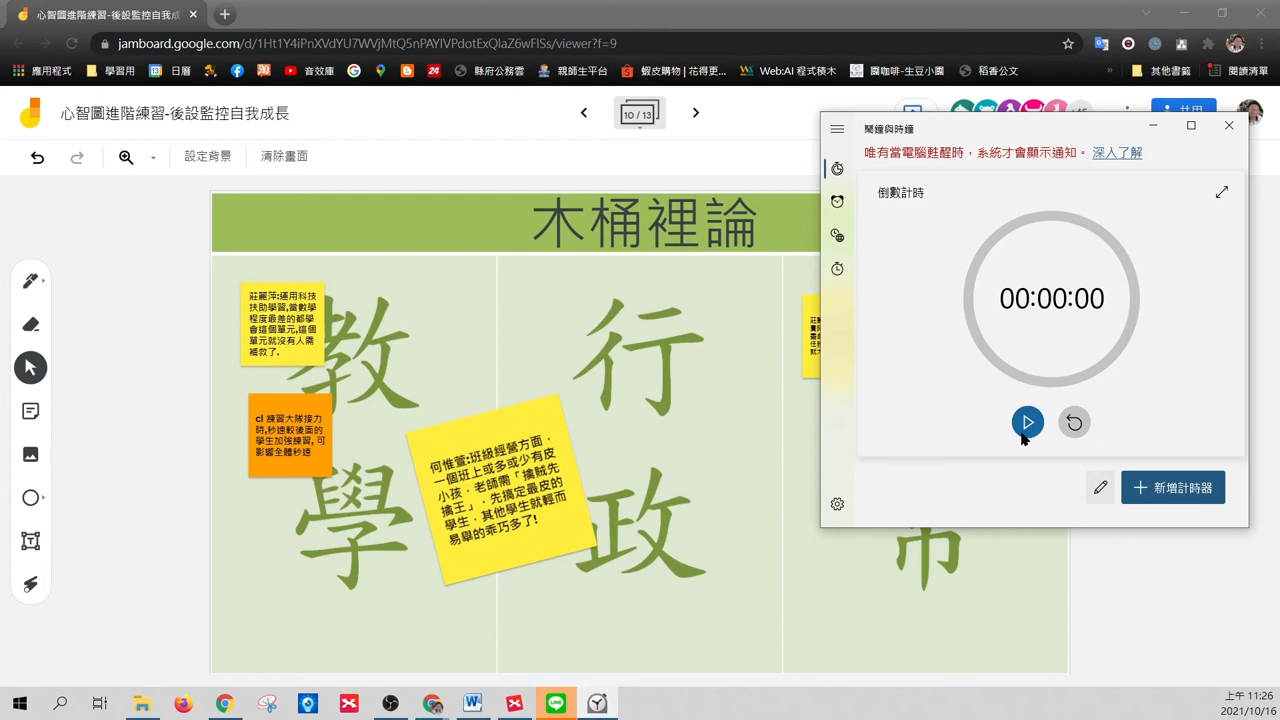 心智圖進階練習-後設監控自我成
jamboard.google.com/d/1Ht1Y4iPnXVdYU7WVjMtQ5nPAYIVPdotExQlaZ6wFlSs/viewer?f=9
應用程式 學習用 日曆 音效庫 縣府公務雲 親師生平台 蝦皮購物 | 花得更... Web:AI 程式積木 國咖啡-生豆小園 稻香公文 » 其他書籤 閱讀清單
心智圖進階練習-後設監控自我成長
10 / 13
設定背景
清除畫面
鬧鐘與時鐘
唯有當電腦甦醒時，系統才會顯示通知。 深入了解
倒數計時
00:00:00
新增計時器
木桶裡論
教學
行政
莊麗萍:運用科技
扶助學習,當數學
程度最差的都學
會這個單元,這個
單元就沒有人需
補救了.
cl 練習大隊接力
時,秒速較後面的
學生加強練習, 可
影響全體秒速
何惟萱:班級經營方面，
一個班上或多或少有皮
小孩，老師需「擒賊先
擒王」，先搞定最皮的
學生，其他學生就輕而
易舉的乖巧多了!
上午 11:26
2021/10/16